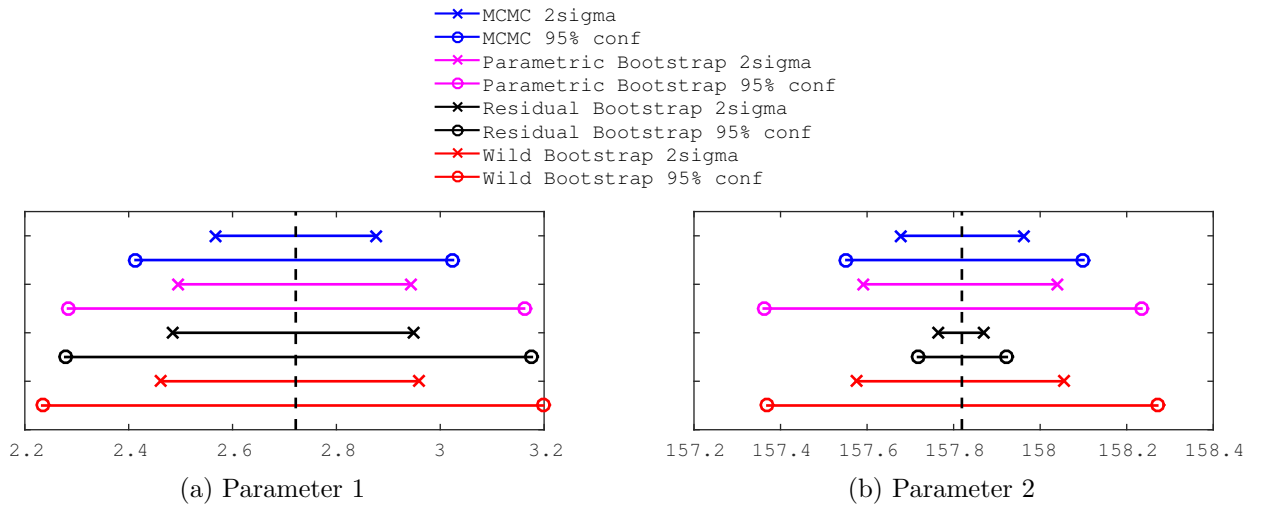 MCMC 2sigma
MCMC 95% conf
Parametric Bootstrap 2sigma
Parametric Bootstrap 95% conf
Residual Bootstrap 2sigma
Residual Bootstrap 95% conf
Wild Bootstrap 2sigma
Wild Bootstrap 95% conf
2.2 2.4 2.6 2.8 3 3.2
(a) Parameter 1
157.2 157.4 157.6 157.8 158 158.2 158.4
(b) Parameter 2